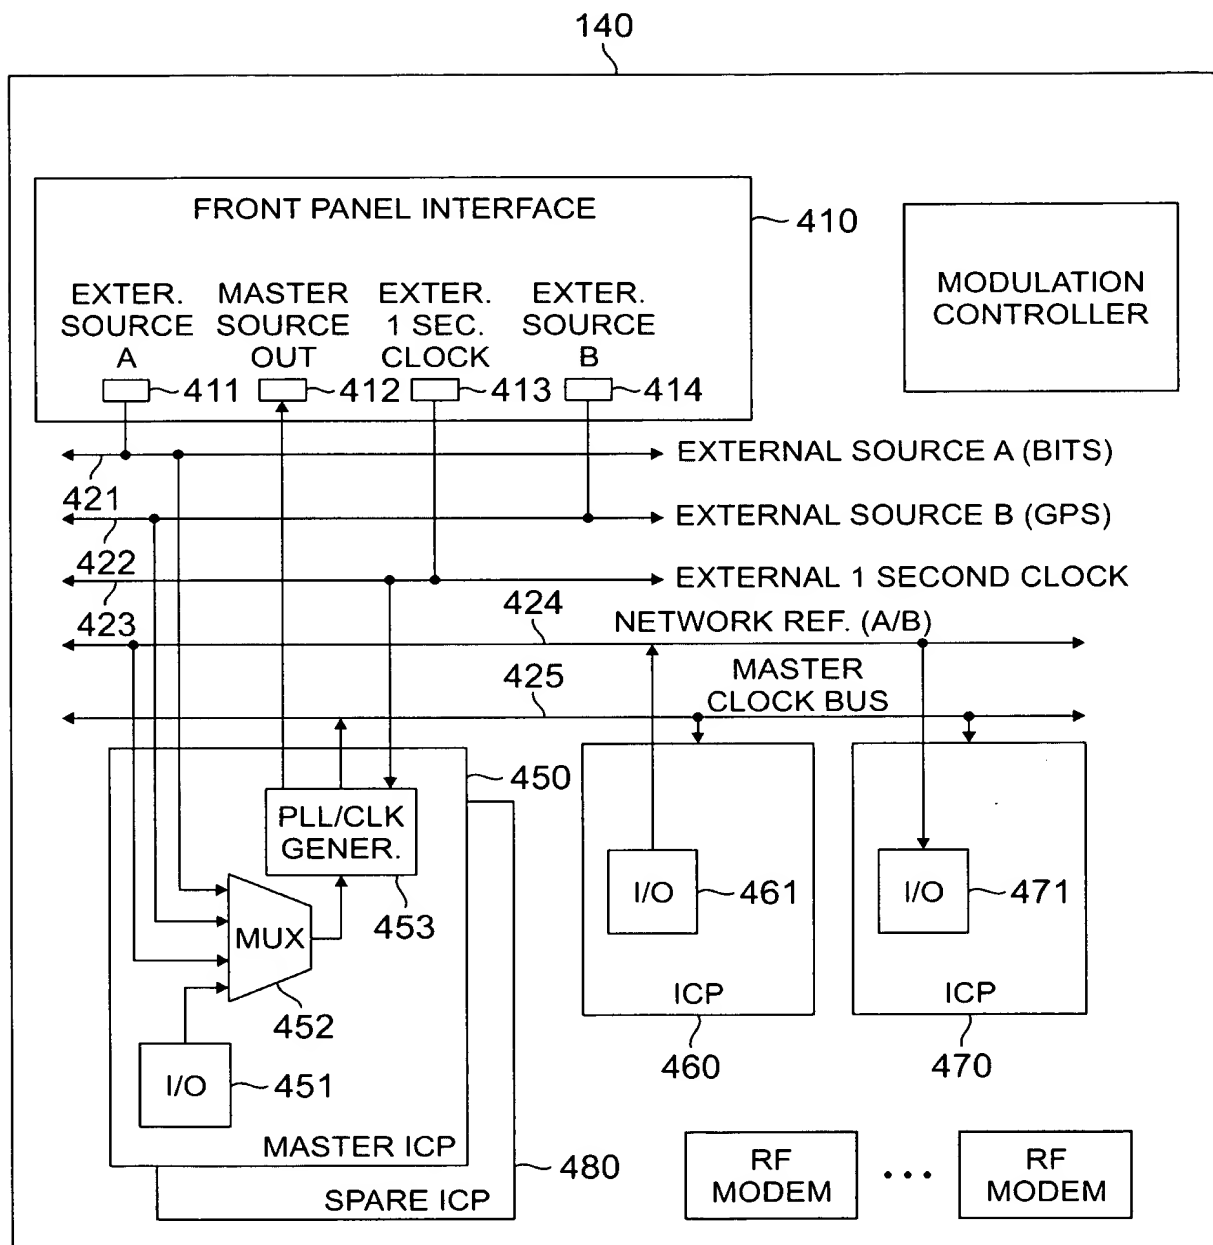 140
FRONT PANEL INTERFACE
410
EXTER.
SOURCE
A
MASTER
SOURCE
OUT
EXTER.
1 SEC.
CLOCK
EXTER.
SOURCE
B
411
412
413
414
MODULATION
CONTROLLER
EXTERNAL SOURCE A (BITS)
421
EXTERNAL SOURCE B (GPS)
422
EXTERNAL 1 SECOND CLOCK
423
424
NETWORK REF. (A/B)
425
MASTER
CLOCK BUS
450
PLL/CLK
GENER.
453
MUX
452
I/O
451
MASTER ICP
480
SPARE ICP
I/O
461
ICP
460
I/O
471
ICP
470
RF
MODEM
...
RF
MODEM